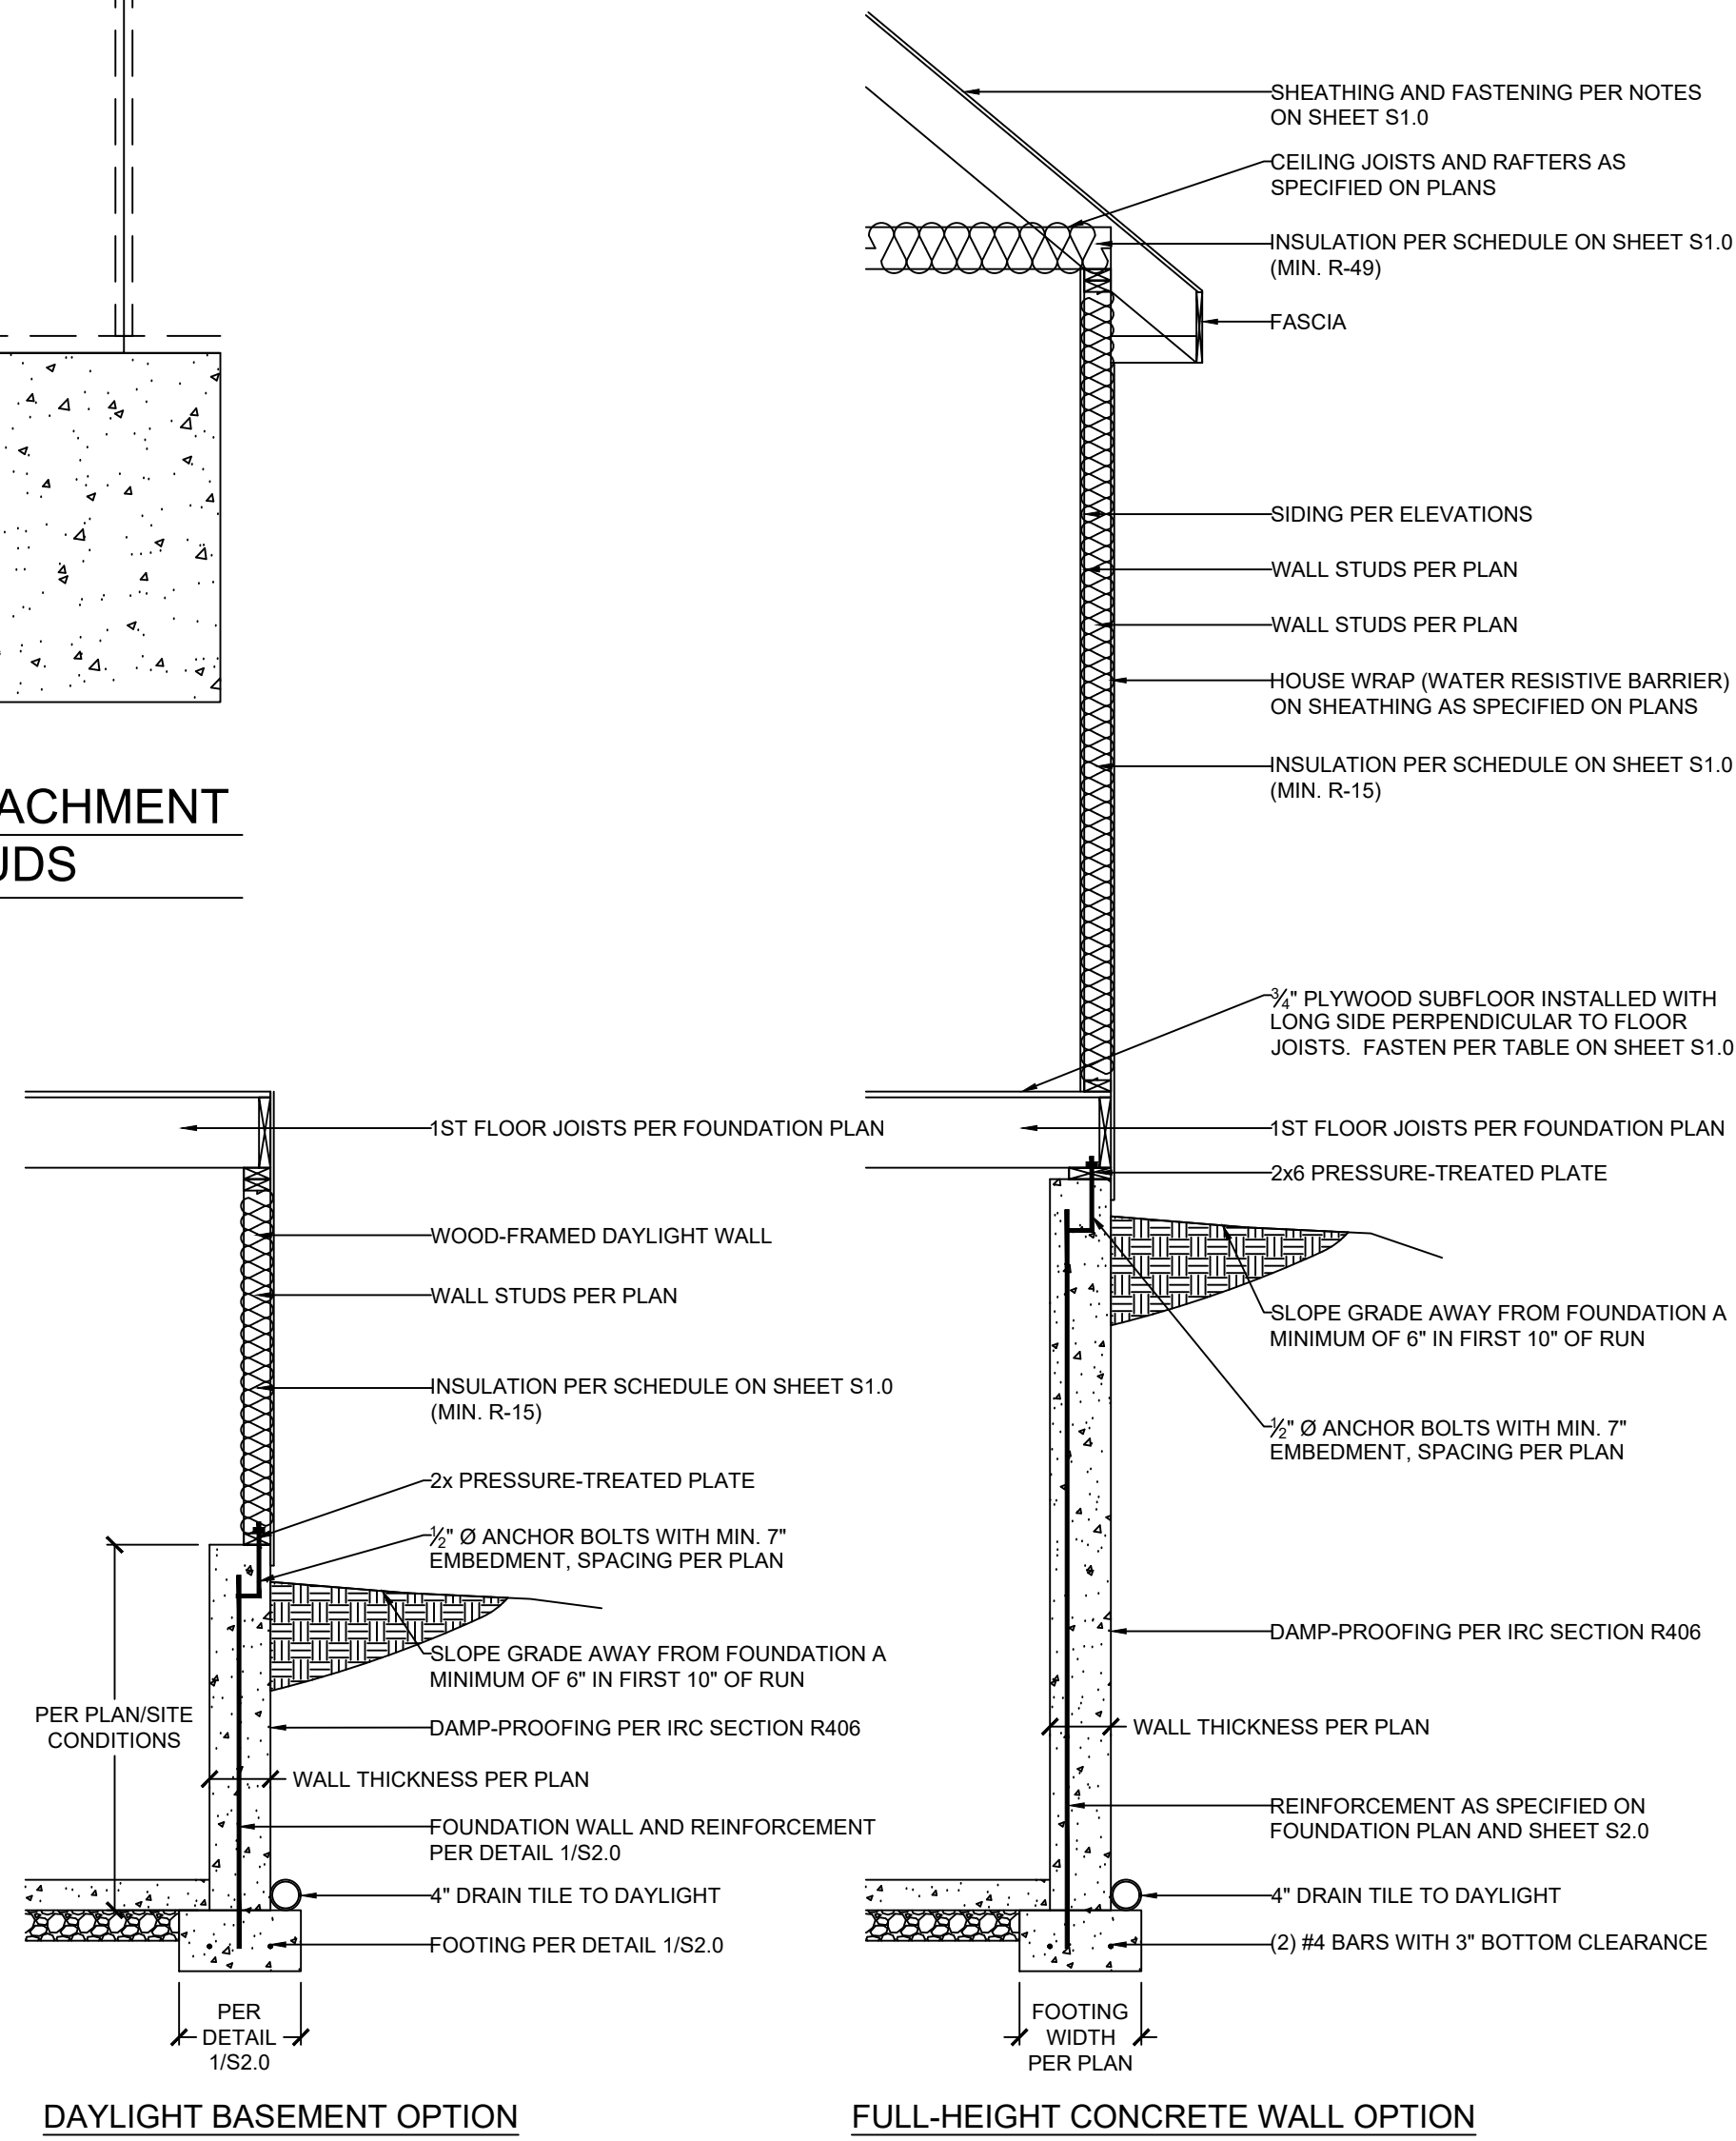 ACHMENT
UDS
1ST FLOOR JOISTS PER FOUNDATION PLAN
WOOD-FRAMED DAYLIGHT WALL
WALL STUDS PER PLAN
INSULATION PER SCHEDULE ON SHEET S1.0
(MIN. R-15)
2x PRESSURE-TREATED PLATE
½" Ø ANCHOR BOLTS WITH MIN. 7"
EMBEDMENT, SPACING PER PLAN
SLOPE GRADE AWAY FROM FOUNDATION A
MINIMUM OF 6" IN FIRST 10" OF RUN
PER PLAN/SITE
CONDITIONS
DAMP-PROOFING PER IRC SECTION R406
WALL THICKNESS PER PLAN
FOUNDATION WALL AND REINFORCEMENT
PER DETAIL 1/S2.0
4" DRAIN TILE TO DAYLIGHT
FOOTING PER DETAIL 1/S2.0
PER
DETAIL
1/S2.0
DAYLIGHT BASEMENT OPTION
SHEATHING AND FASTENING PER NOTES
ON SHEET S1.0
CEILING JOISTS AND RAFTERS AS
SPECIFIED ON PLANS
INSULATION PER SCHEDULE ON SHEET S1.0
(MIN. R-49)
FASCIA
SIDING PER ELEVATIONS
WALL STUDS PER PLAN
WALL STUDS PER PLAN
HOUSE WRAP (WATER RESISTIVE BARRIER)
ON SHEATHING AS SPECIFIED ON PLANS
INSULATION PER SCHEDULE ON SHEET S1.0
(MIN. R-15)
¾" PLYWOOD SUBFLOOR INSTALLED WITH
LONG SIDE PERPENDICULAR TO FLOOR
JOISTS. FASTEN PER TABLE ON SHEET S1.0
1ST FLOOR JOISTS PER FOUNDATION PLAN
2x6 PRESSURE-TREATED PLATE
SLOPE GRADE AWAY FROM FOUNDATION A
MINIMUM OF 6" IN FIRST 10" OF RUN
½" Ø ANCHOR BOLTS WITH MIN. 7"
EMBEDMENT, SPACING PER PLAN
DAMP-PROOFING PER IRC SECTION R406
WALL THICKNESS PER PLAN
REINFORCEMENT AS SPECIFIED ON
FOUNDATION PLAN AND SHEET S2.0
4" DRAIN TILE TO DAYLIGHT
(2) #4 BARS WITH 3" BOTTOM CLEARANCE
FOOTING
WIDTH
PER PLAN
FULL-HEIGHT CONCRETE WALL OPTION